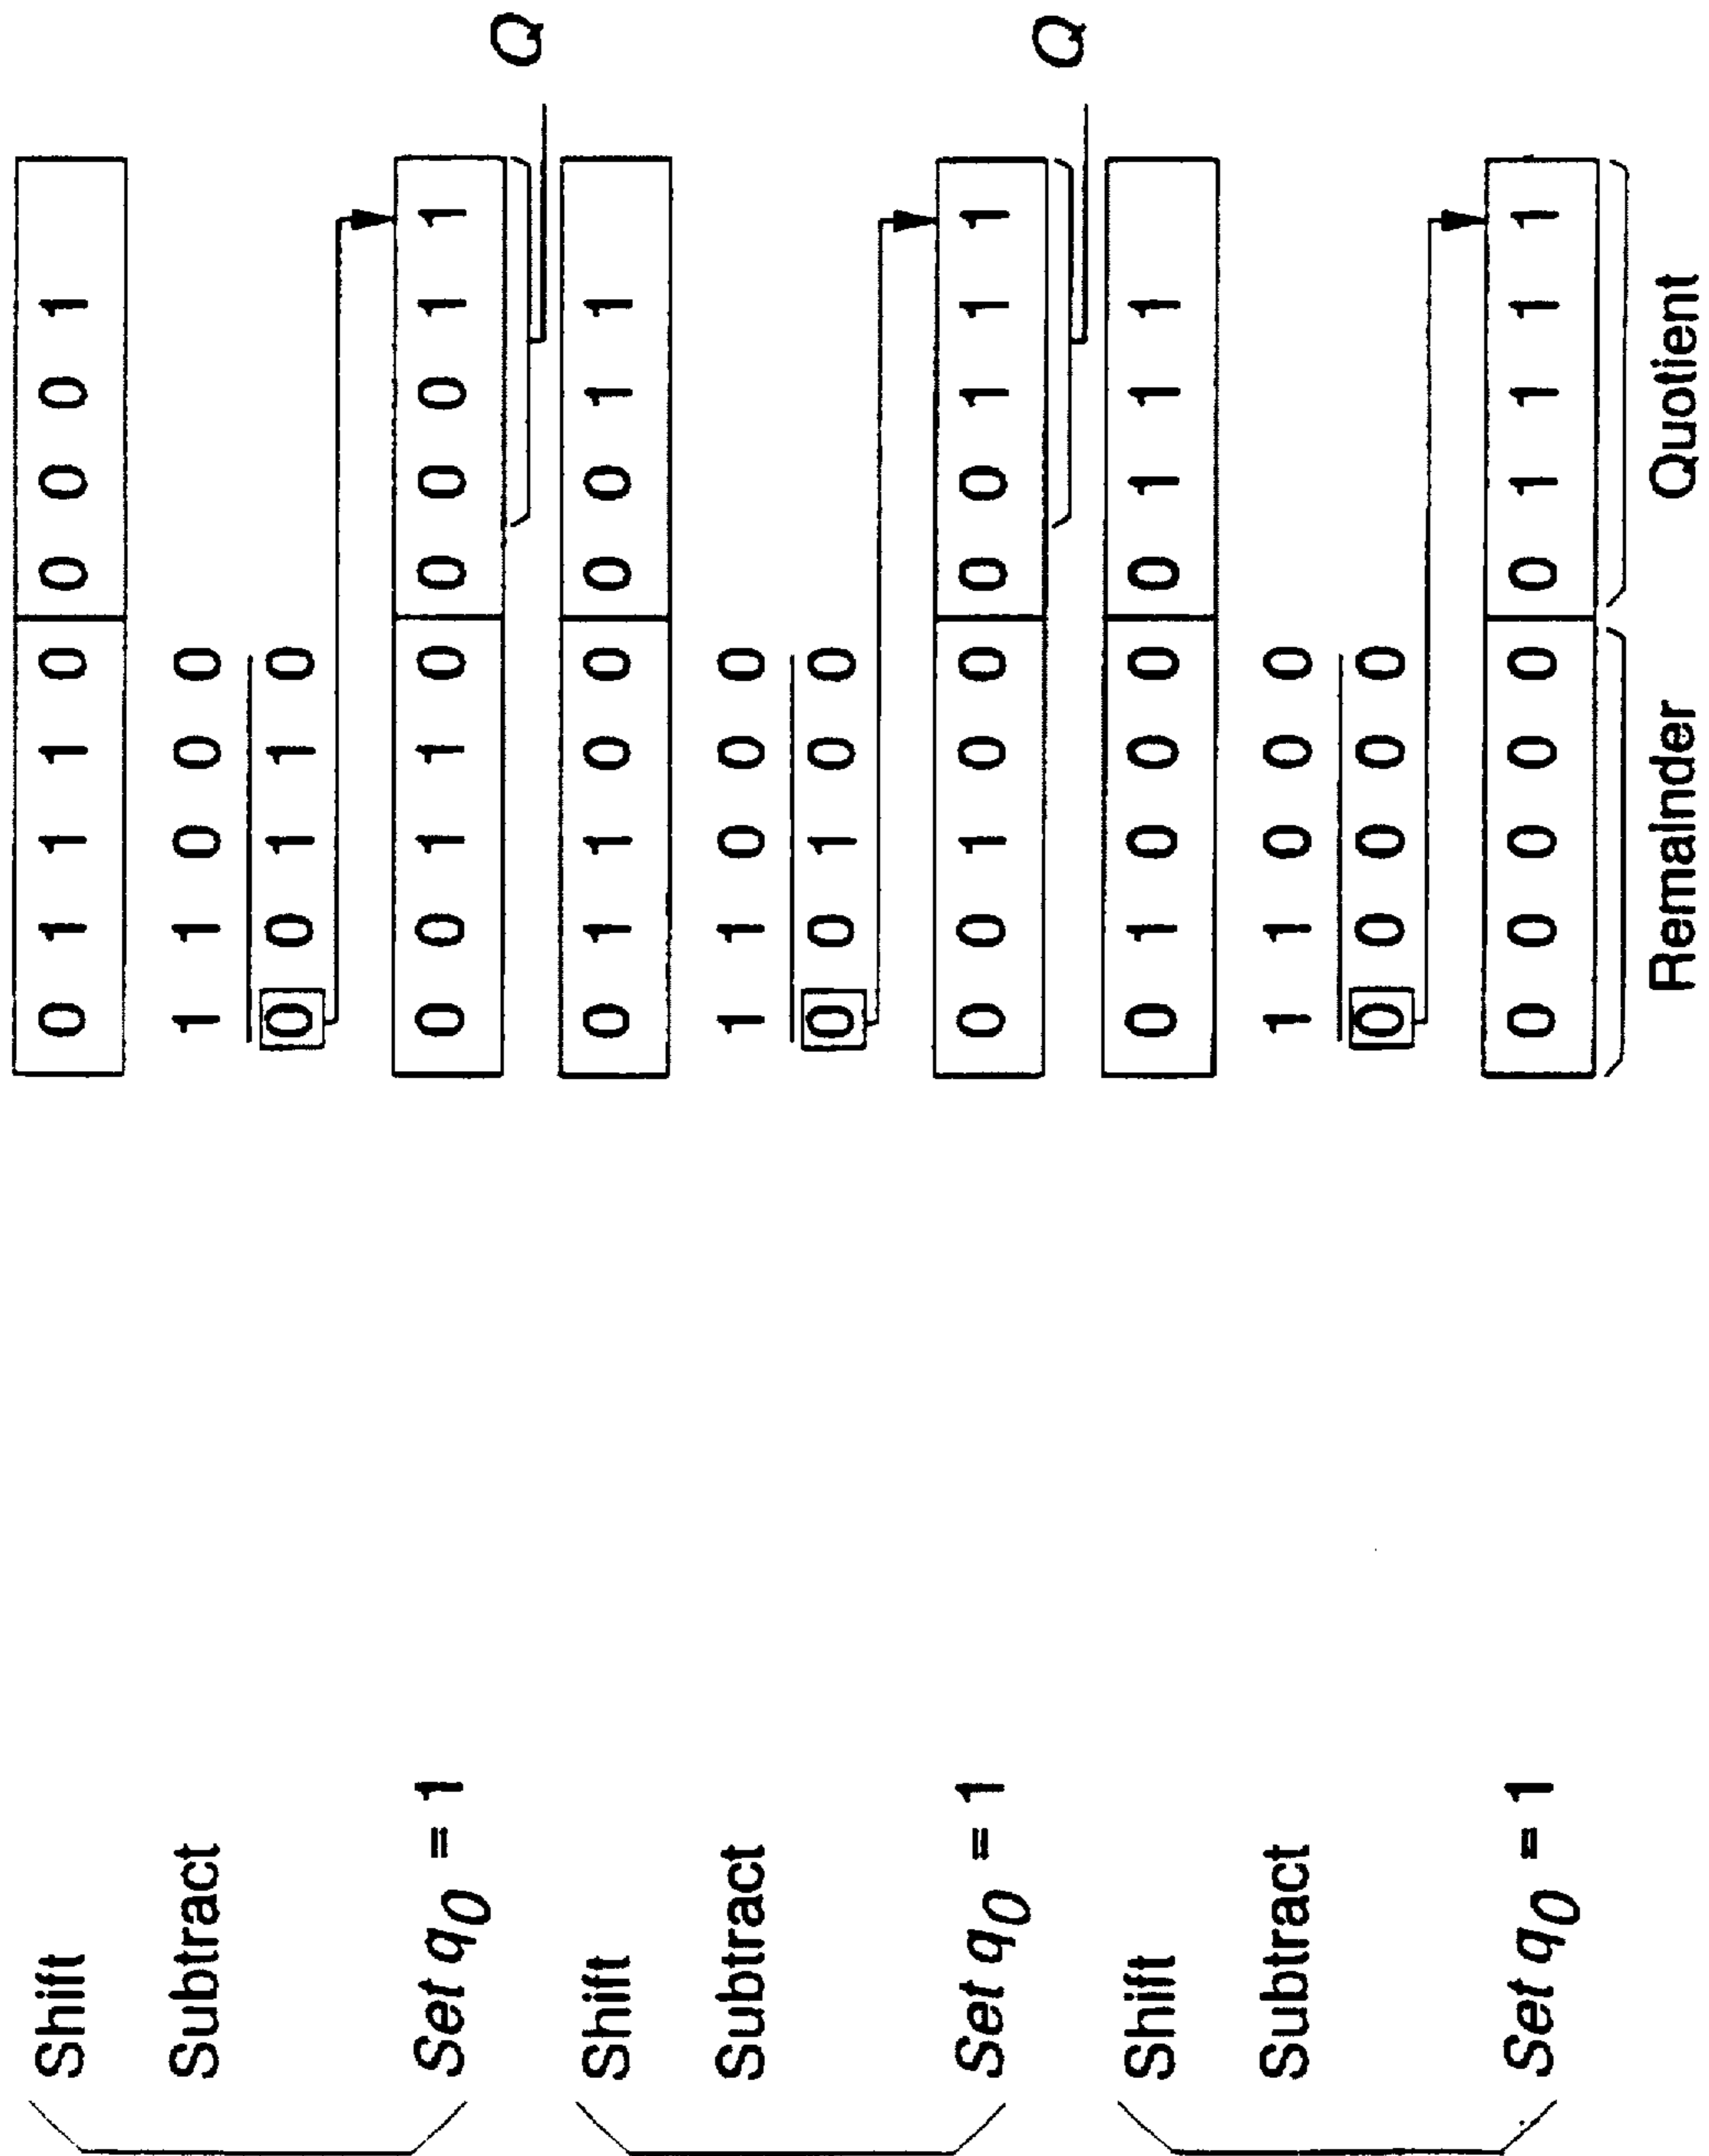 Shift 0 1 1 1 0 0 0 0 1
Subtract 1 1 0 0 0
0 0 1 1 0
Set q0 = 1 0 0 1 1 0 0 0 0 1 1
Q
Shift 0 1 1 0 0 0 0 1 1
Subtract 1 1 0 0 0
0 0 1 0 0
Set q0 = 1 0 0 1 0 0 0 0 1 1 1
Q
Shift 0 1 0 0 0 0 1 1 1
Subtract 1 1 0 0 0
0 0 0 0 0
Set q0 = 1 0 0 0 0 0 0 1 1 1 1
Remainder Quotient